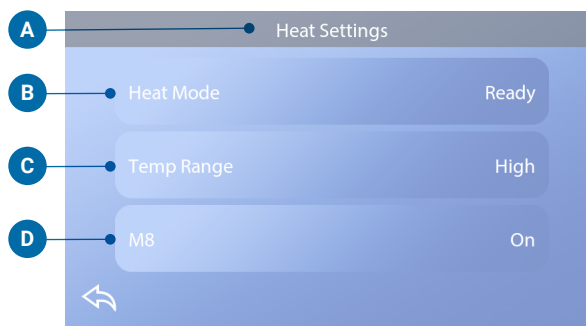 A Heat Settings
B Heat Mode Ready
C Temp Range High
D M8 On